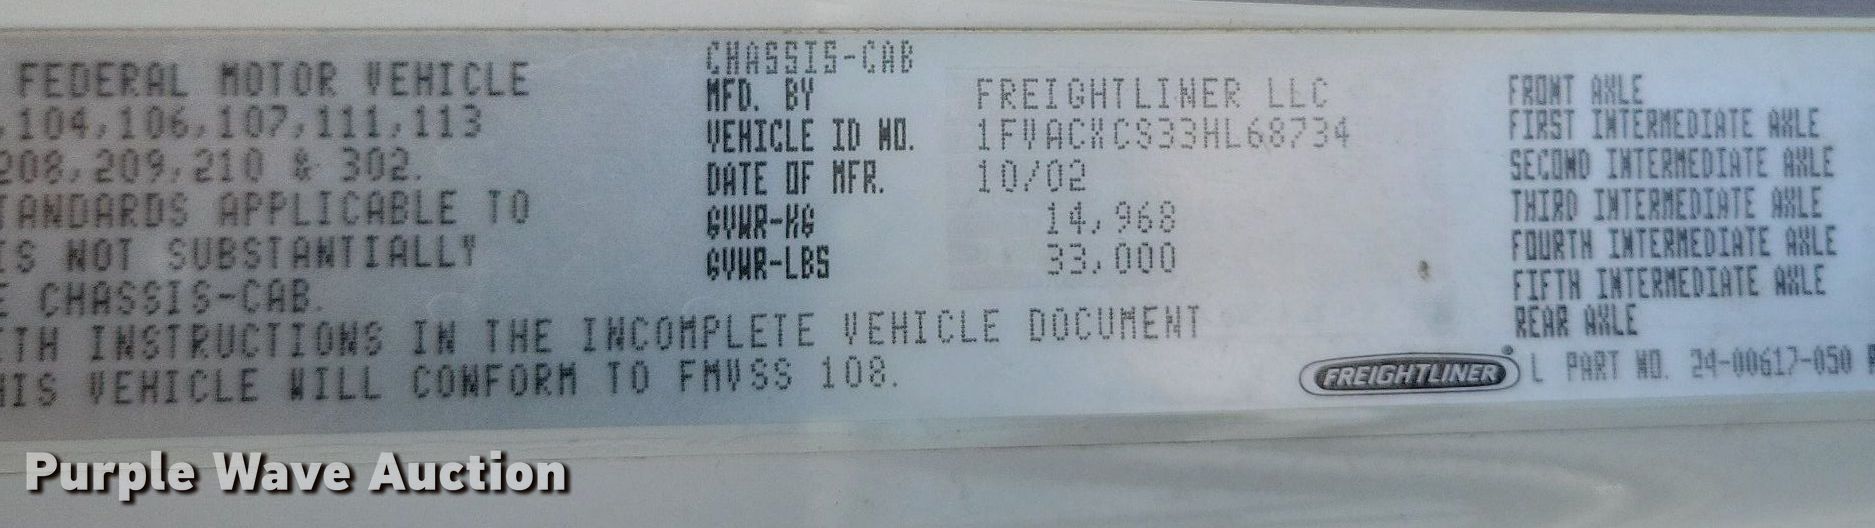 FEDERAL MOTOR VEHICLE
,104,106,107,111,113
208,209,210 & 302.
TANDARDS APPLICABLE TO
IS NOT SUBSTANTIALLY
E CHASSIS-CAB.
ITH INSTRUCTIONS IN THE INCOMPLETE VEHICLE DOCUMENT
HIS VEHICLE WILL CONFORM TO FMVSS 108.
CHASSIS-CAB
MFD. BY FREIGHTLINER LLC
VEHICLE ID NO. 1FVACXCS33HL68734
DATE OF MFR. 10/02
GVWR-KG 14,968
GVWR-LBS 33,000
FRONT AXLE
FIRST INTERMEDIATE AXLE
SECOND INTERMEDIATE AXLE
THIRD INTERMEDIATE AXLE
FOURTH INTERMEDIATE AXLE
FIFTH INTERMEDIATE AXLE
REAR AXLE
FREIGHTLINER® L PART NO. 24-00617-050
Purple Wave Auction